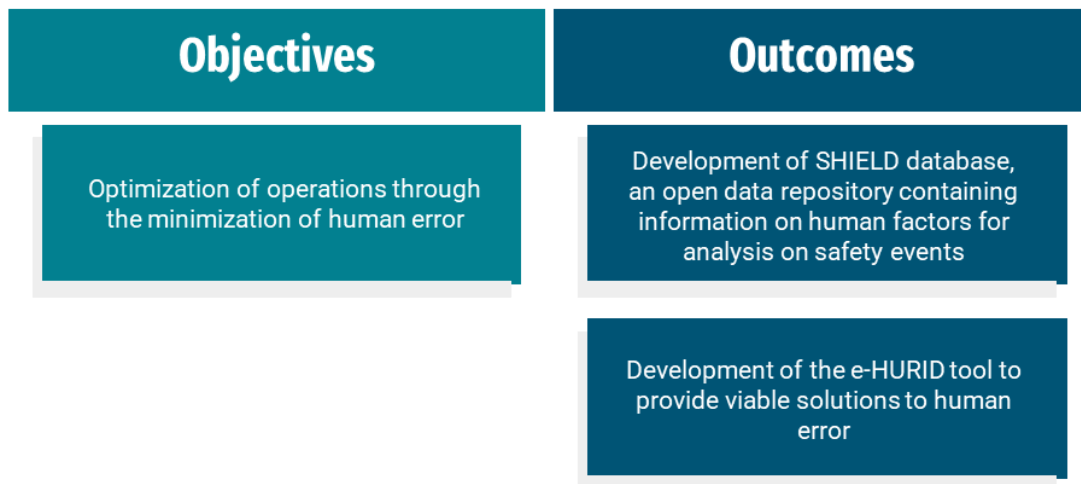 Objectives
Outcomes
Optimization of operations through
the minimization of human error
Development of SHIELD database,
an open data repository containing
information on human factors for
analysis on safety events
Development of the e-HURID tool to
provide viable solutions to human
error